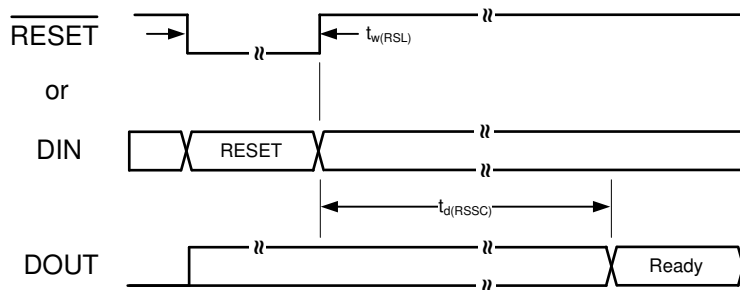 RESET
t_w(RSL)
or
DIN
RESET
t_d(RSSC)
DOUT
Ready